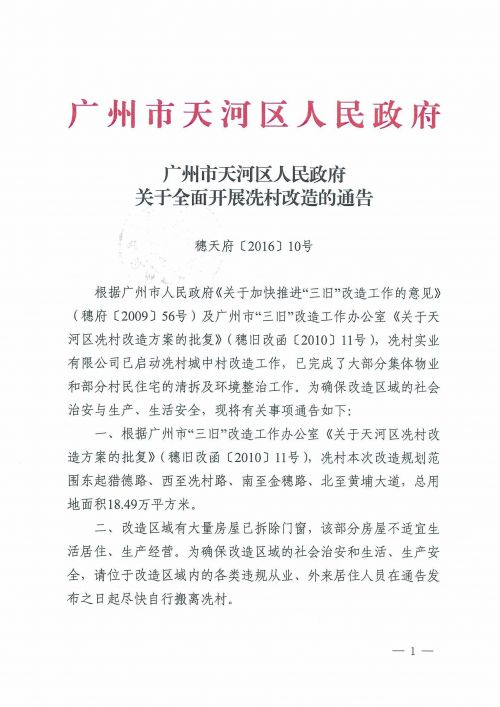 广州市天河区人民政府
广州市天河区人民政府
关于全面开展冼村改造的通告
穗天府〔2016〕10号
根据广州市人民政府《关于加快推进“三旧”改造工作的意见》
（穗府〔2009〕56号）及广州市“三旧”改造工作办公室《关于天
河区冼村改造方案的批复》（穗旧改函〔2010〕11号），冼村实业
有限公司已启动冼村城中村改造工作，已完成了大部分集体物业
和部分村民住宅的清拆及环境整治工作。为确保改造区域的社会
治安与生产、生活安全，现将有关事项通告如下：
一、根据广州市“三旧”改造工作办公室《关于天河区冼村改
造方案的批复》（穗旧改函〔2010〕11号），冼村本次改造规划范
围东起猎德路、西至冼村路、南至金穗路、北至黄埔大道，总用
地面积18.49万平方米。
二、改造区域有大量房屋已拆除门窗，该部分房屋不适宜生
活居住、生产经营。为确保改造区域的社会治安和生活、生产安
全，请位于改造区域内的各类违规从业、外来居住人员在通告发
布之日起尽快自行搬离冼村。
— 1 —